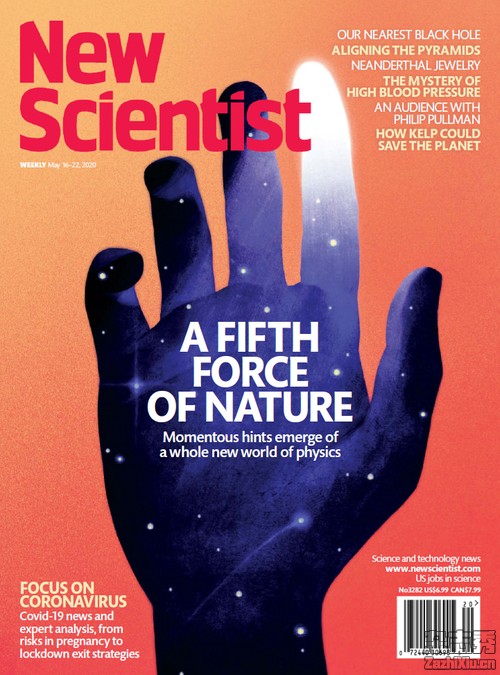 New
Scientist
WEEKLY May 16–22, 2020
OUR NEAREST BLACK HOLE
ALIGNING THE PYRAMIDS
NEANDERTHAL JEWELRY
THE MYSTERY OF
HIGH BLOOD PRESSURE
AN AUDIENCE WITH
PHILIP PULLMAN
HOW KELP COULD
SAVE THE PLANET
A FIFTH
FORCE
OF NATURE
Momentous hints emerge of
a whole new world of physics
FOCUS ON
CORONAVIRUS
Covid-19 news and
expert analysis, from
risks in pregnancy to
lockdown exit strategies
Science and technology news
www.newscientist.com
US jobs in science
No3282 US$6.99 CAN$7.99
20
ZaZhiXiu.com